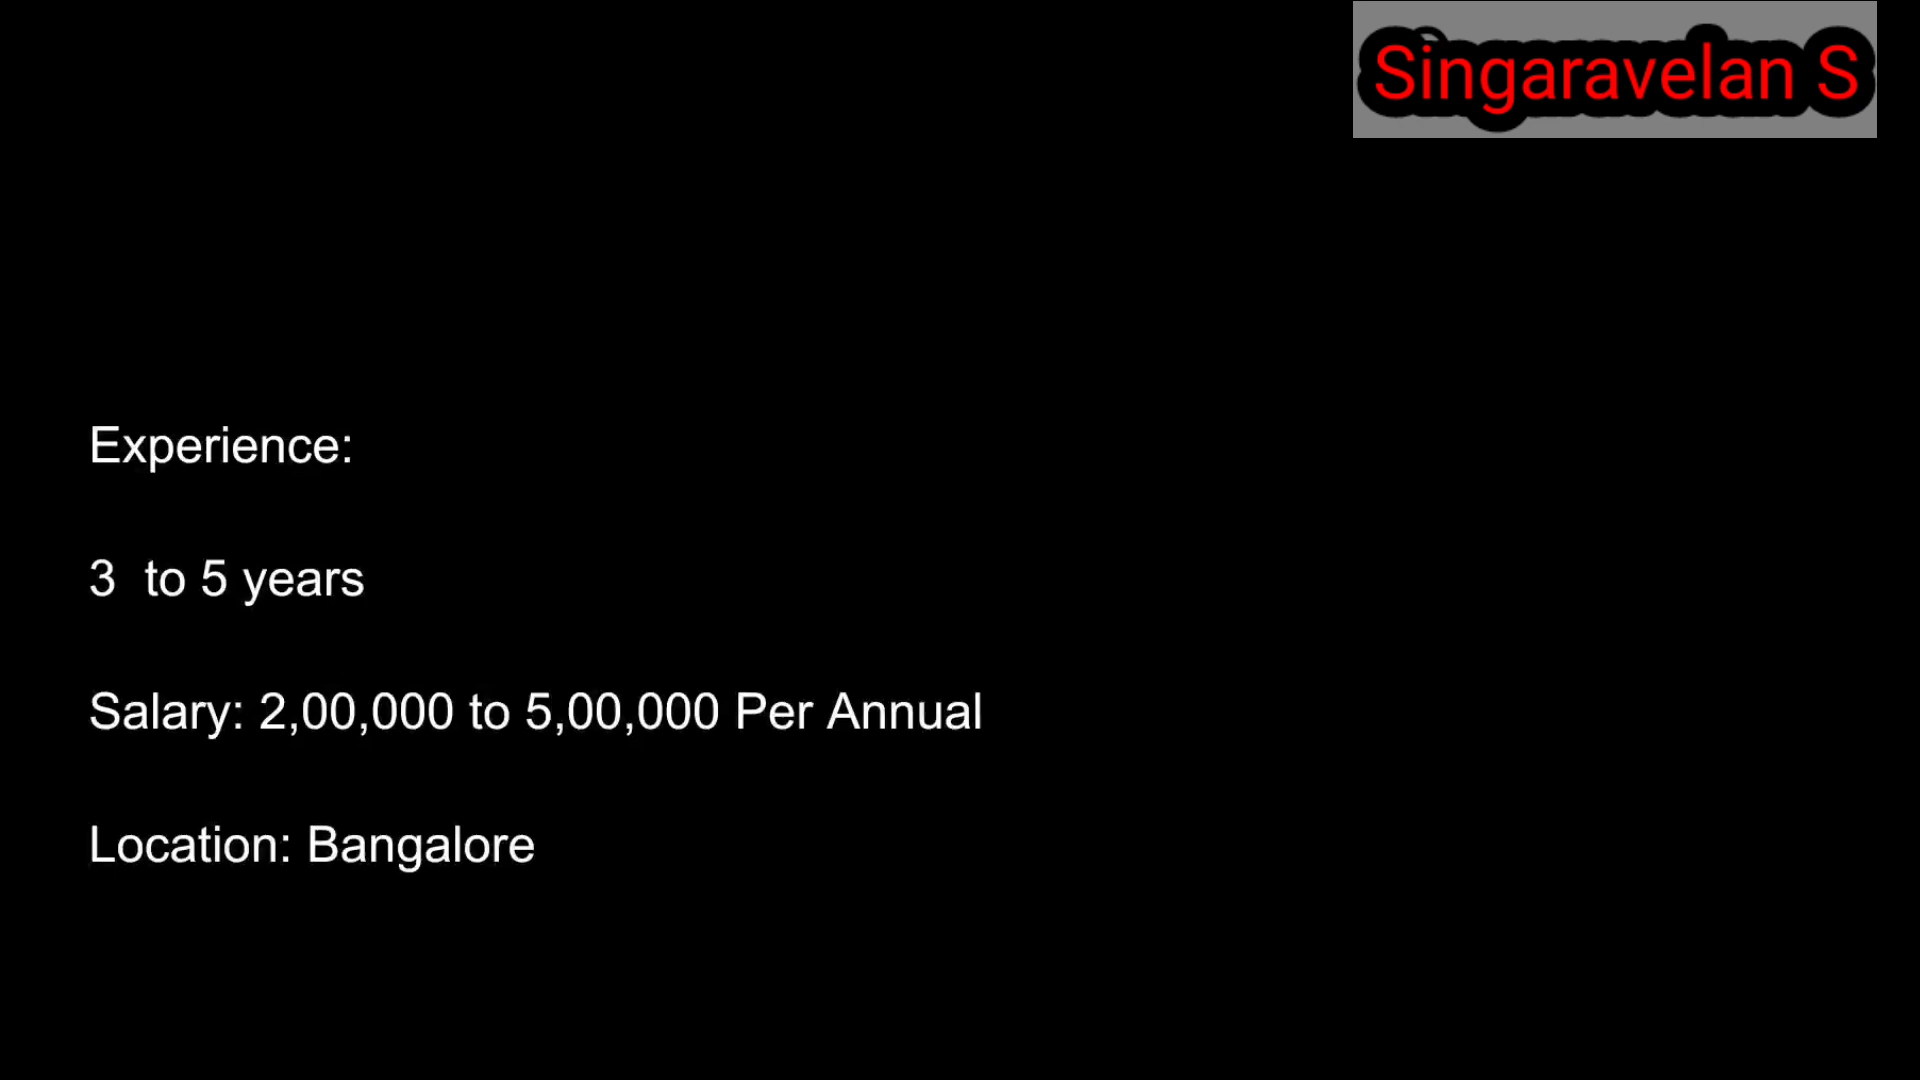 Singaravelan S
Experience:
3  to 5 years
Salary: 2,00,000 to 5,00,000 Per Annual
Location: Bangalore